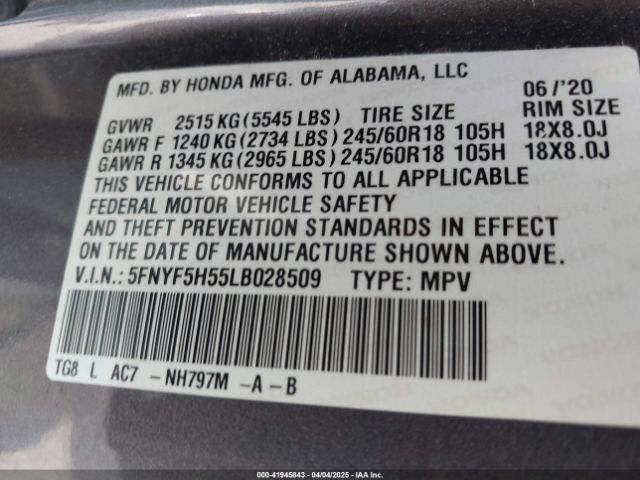 MFD. BY HONDA MFG. OF ALABAMA, LLC 06/'20
GVWR 2515 KG (5545 LBS) TIRE SIZE RIM SIZE
GAWR F 1240 KG (2734 LBS) 245/60R18 105H 18X8.0J
GAWR R 1345 KG (2965 LBS) 245/60R18 105H 18X8.0J
THIS VEHICLE CONFORMS TO ALL APPLICABLE
FEDERAL MOTOR VEHICLE SAFETY
AND THEFT PREVENTION STANDARDS IN EFFECT
ON THE DATE OF MANUFACTURE SHOWN ABOVE.
V.I.N.: 5FNYF5H55LB028509 TYPE: MPV
TG8 L AC7 -NH797M -A-B
000-41945843 - 04/04/2025 - IAAI.COM